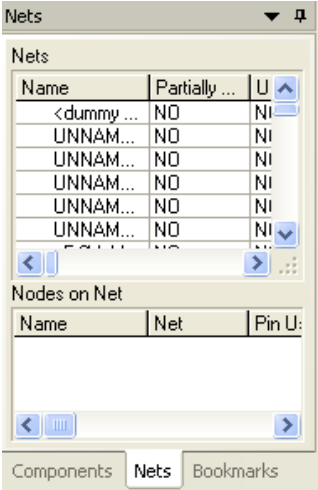 Nets
Nets
Name Partially ... U
<dummy ... NO
UNNAM... NO
UNNAM... NO
UNNAM... NO
UNNAM... NO
UNNAM... NO
Nodes on Net
Name Net Pin U
Components Nets Bookmarks